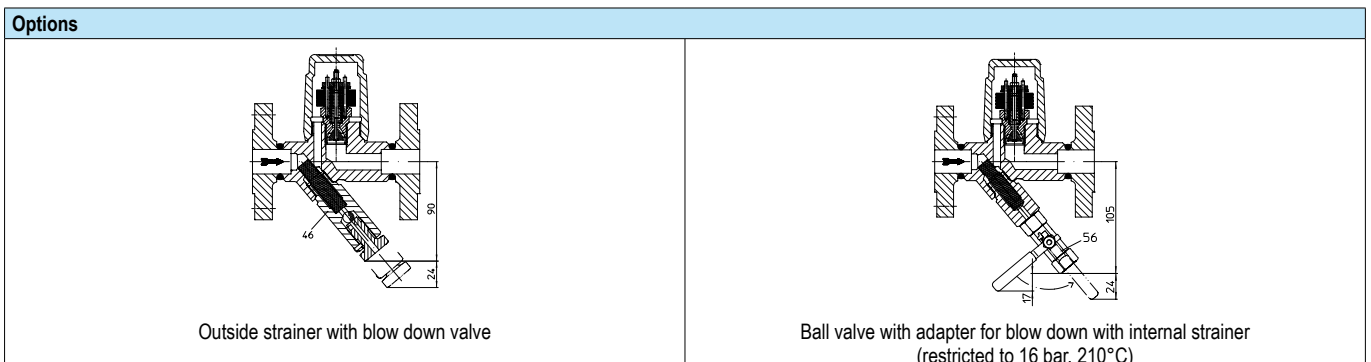 Options
46
90
24
56
105
17
24
Outside strainer with blow down valve
Ball valve with adapter for blow down with internal strainer
(restricted to 16 bar, 210°C)